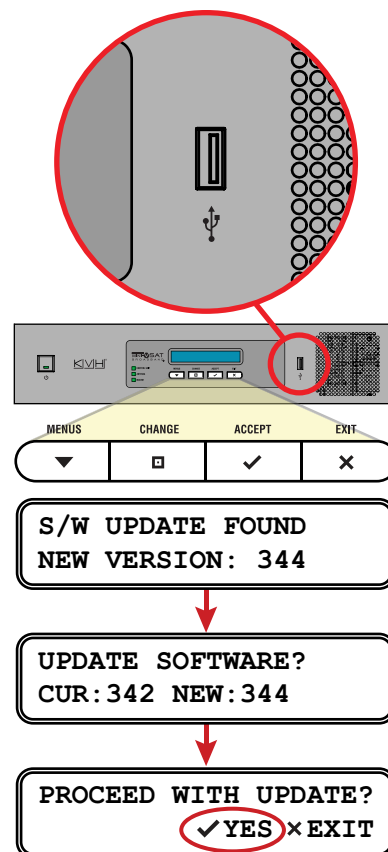 KVH
BROADBAND
MENUS CHANGE ACCEPT EXIT
S/W UPDATE FOUND
NEW VERSION: 344
UPDATE SOFTWARE?
CUR:342 NEW:344
PROCEED WITH UPDATE?
✓YES ×EXIT